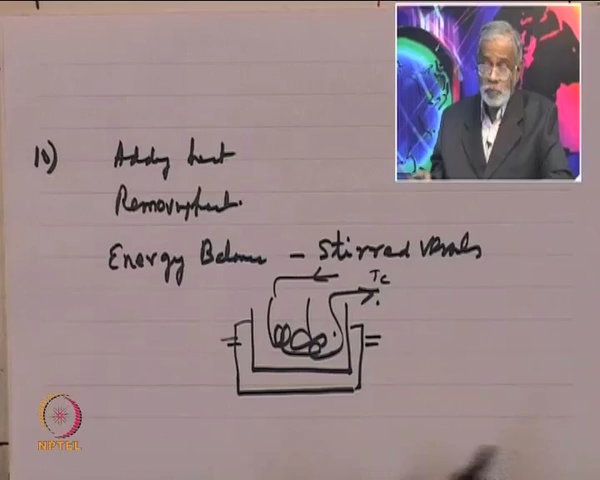 10) Adding heat
Removing heat.
Energy Balance - Stirred Vessels
Tc
NPTEL